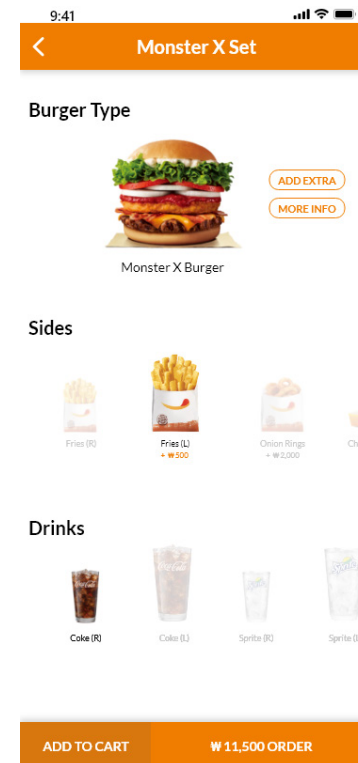 9:41
Monster X Set
Burger Type
ADD EXTRA
MORE INFO
Monster X Burger
Sides
Fries (R)
Fries (L)
+ ₩500
Onion Rings
+ ₩2,000
Ch
Drinks
Coke (R)
Coke (L)
Sprite (R)
Sprite (L
ADD TO CART
₩ 11,500 ORDER